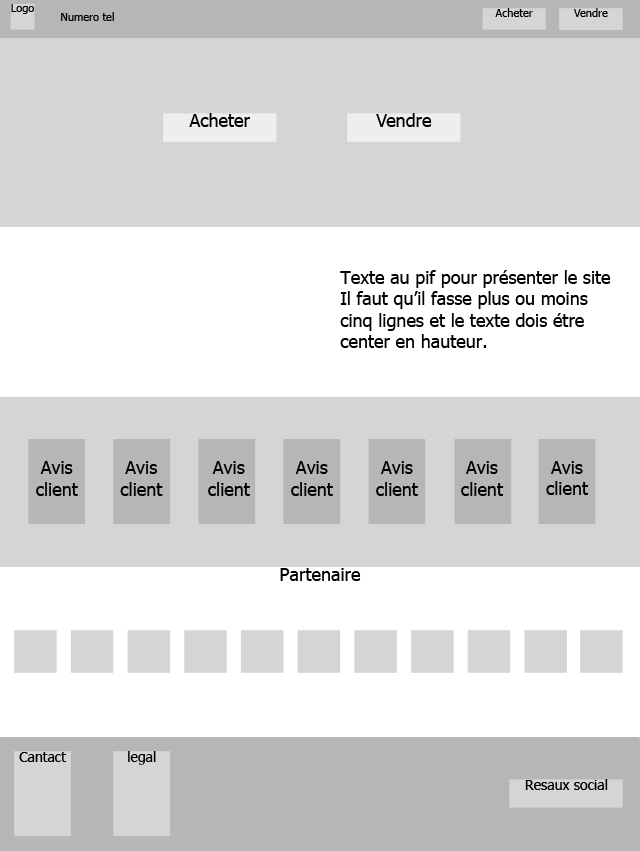 Logo
Numero tel
Acheter
Vendre
Acheter
Vendre
Texte au pif pour présenter le site
Il faut qu’il fasse plus ou moins
cinq lignes et le texte dois étre
center en hauteur.
Avis
client
Avis
client
Avis
client
Avis
client
Avis
client
Avis
client
Avis
client
Partenaire
Cantact
legal
Resaux social